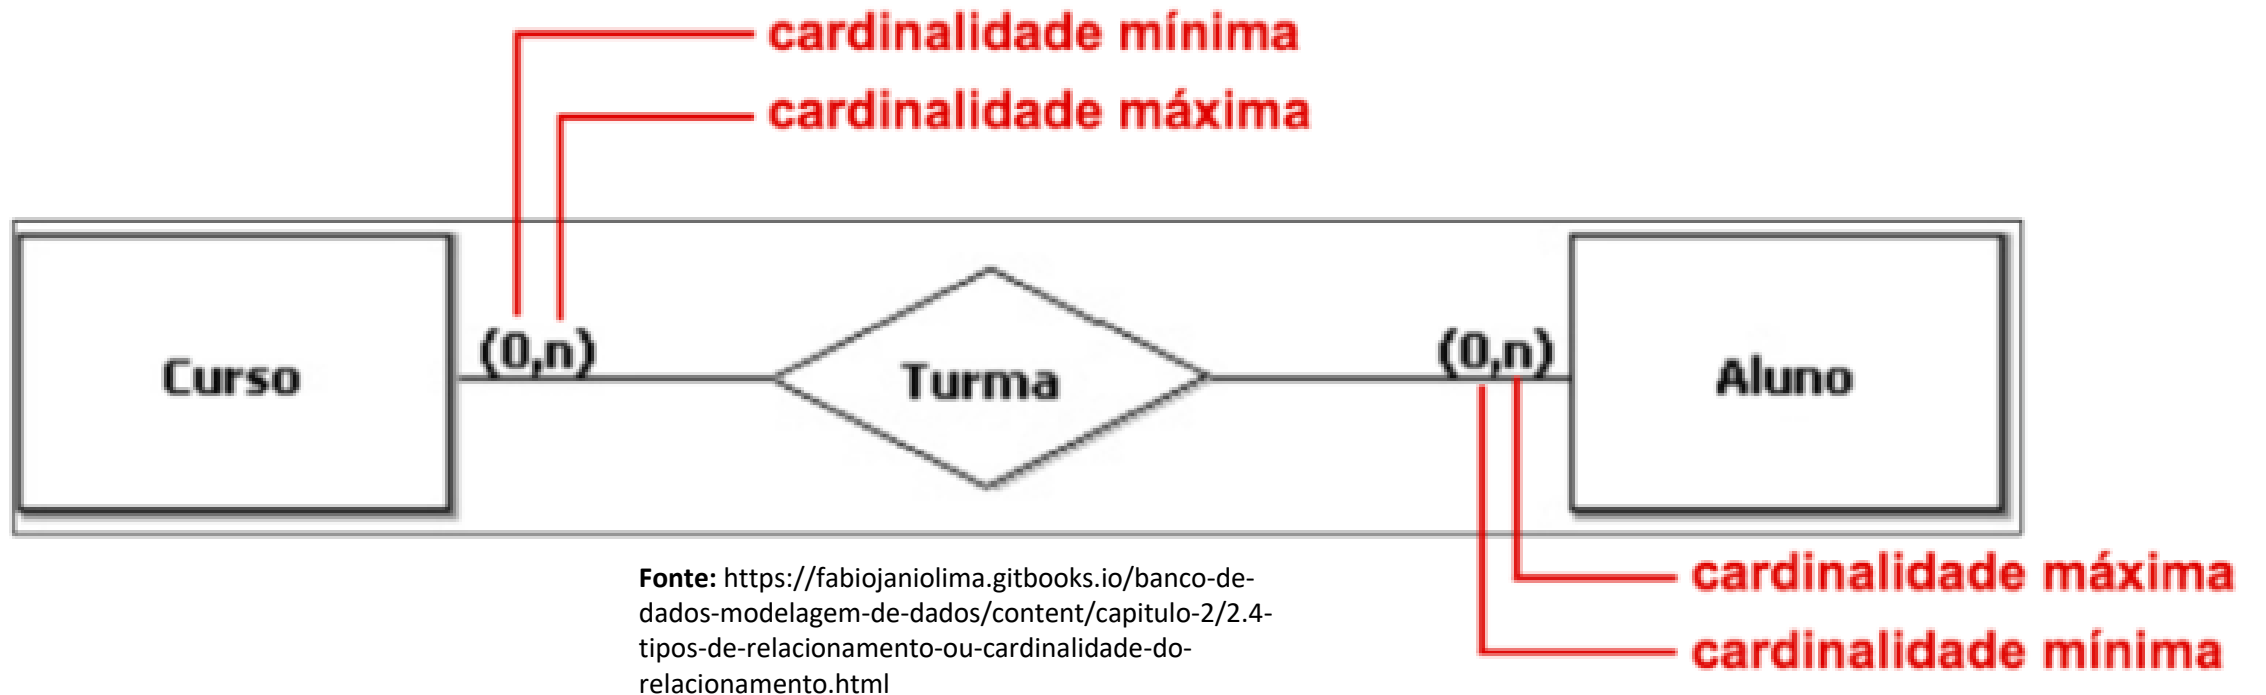 cardinalidade mínima
cardinalidade máxima
(0,n)
(0,n)
Curso
Turma
Aluno
Fonte: https://fabiojaniolima.gitbooks.io/banco-de-
dados-modelagem-de-dados/content/capitulo-2/2.4-
tipos-de-relacionamento-ou-cardinalidade-do-
relacionamento.html
cardinalidade máxima
cardinalidade mínima